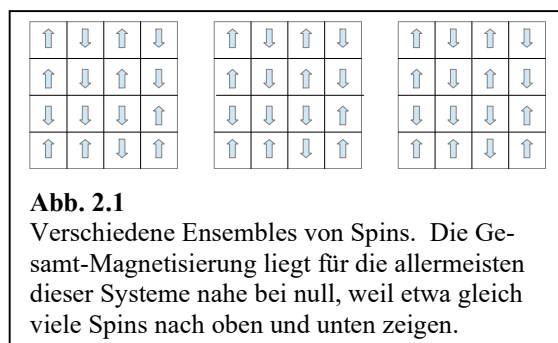 Abb. 2.1
Verschiedene Ensembles von Spins.  Die Ge-
samt-Magnetisierung liegt für die allermeisten
dieser Systeme nahe bei null, weil etwa gleich
viele Spins nach oben und unten zeigen.